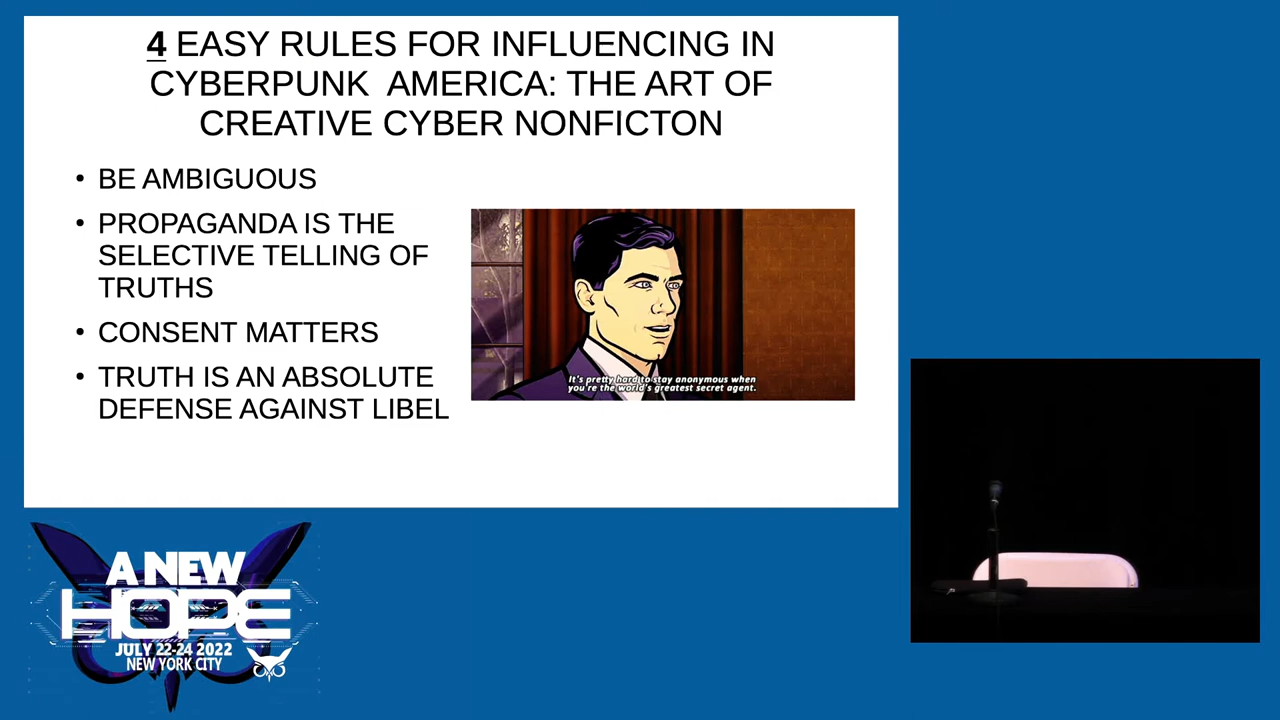 4 EASY RULES FOR INFLUENCING IN
CYBERPUNK  AMERICA: THE ART OF
CREATIVE CYBER NONFICTON
• BE AMBIGUOUS
• PROPAGANDA IS THE
SELECTIVE TELLING OF
TRUTHS
• CONSENT MATTERS
• TRUTH IS AN ABSOLUTE
DEFENSE AGAINST LIBEL
It's pretty hard to stay anonymous when
you're the world's greatest secret agent.
A NEW
HOPE
JULY 22-24 2022
NEW YORK CITY